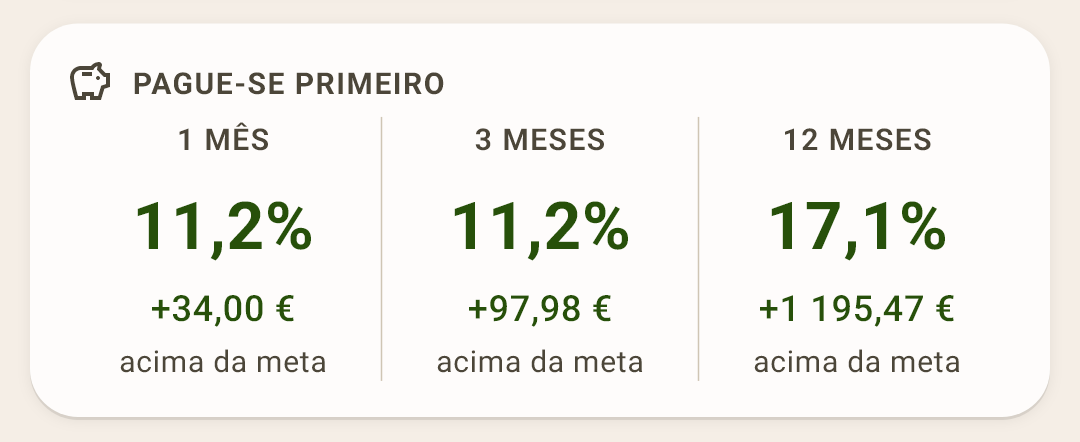 PAGUE-SE PRIMEIRO
1 MÊS
11,2%
+34,00 €
acima da meta
3 MESES
11,2%
+97,98 €
acima da meta
12 MESES
17,1%
+1 195,47 €
acima da meta